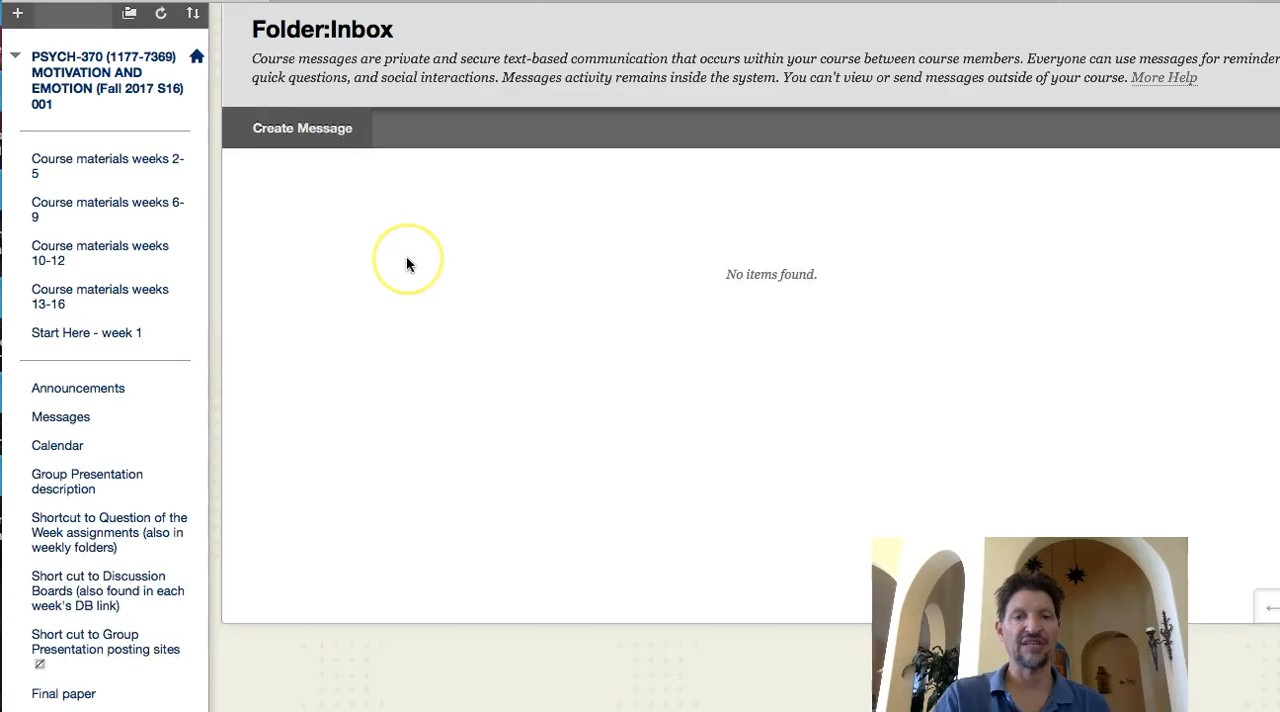 PSYCH-370 (1177-7369)
MOTIVATION AND
EMOTION (Fall 2017 S16)
001
Course materials weeks 2-
5
Course materials weeks 6-
9
Course materials weeks
10-12
Course materials weeks
13-16
Start Here - week 1
Announcements
Messages
Calendar
Group Presentation
description
Shortcut to Question of the
Week assignments (also in
weekly folders)
Short cut to Discussion
Boards (also found in each
week's DB link)
Short cut to Group
Presentation posting sites
Final paper
Folder:Inbox
Course messages are private and secure text-based communication that occurs within your course between course members. Everyone can use messages for reminder
quick questions, and social interactions. Messages activity remains inside the system. You can't view or send messages outside of your course. More Help
Create Message
No items found.